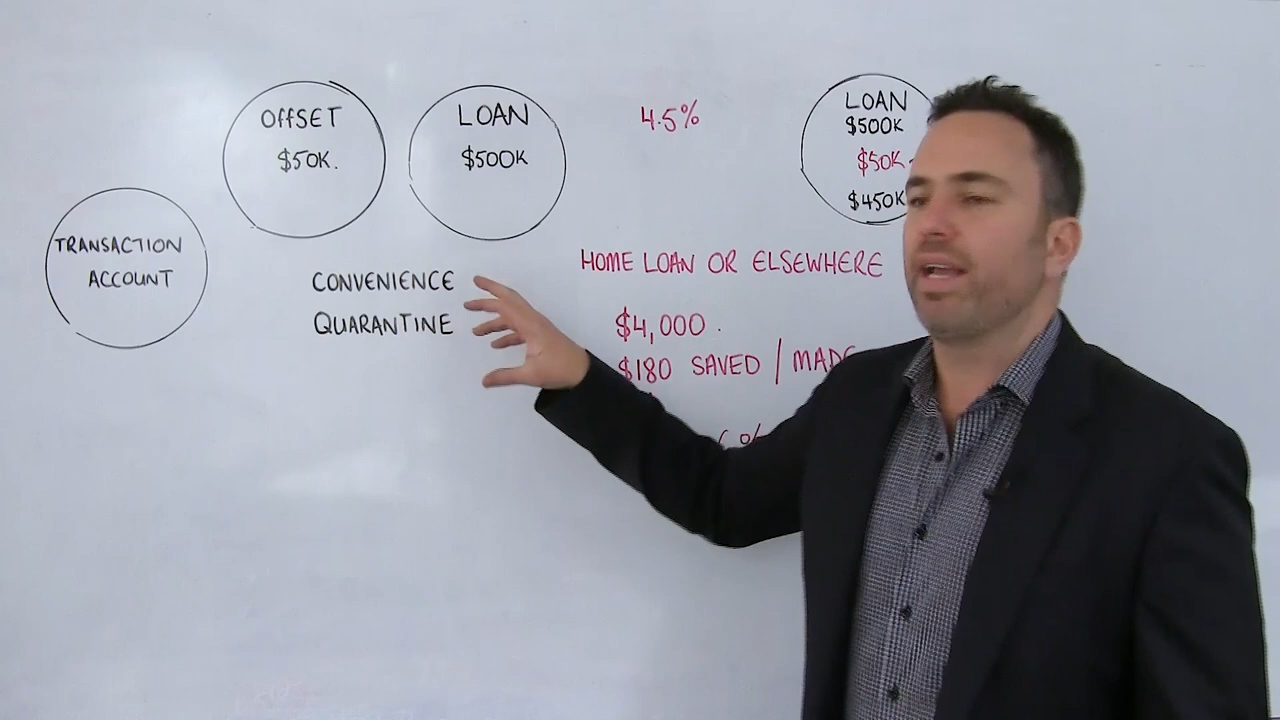 OFFSET
$50K.
LOAN
$500K
4.5%
LOAN
$500K
$50K
$450K
TRANSACTION
ACCOUNT
CONVENIENCE
QUARANTINE
HOME LOAN OR ELSEWHERE
$4,000.
$180 SAVED / MADE